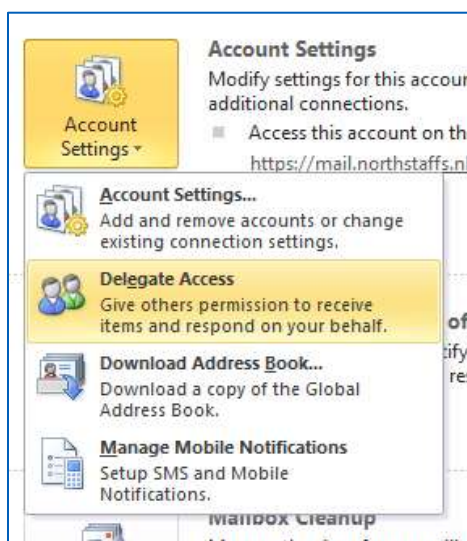 Account Settings
Modify settings for this accour
additional connections.
Access this account on th
https://mail.northstaffs.nl
Account
Settings
Account Settings...
Add and remove accounts or change
existing connection settings.
Delegate Access
Give others permission to receive
items and respond on your behalf.
of
tify
re
Download Address Book...
Download a copy of the Global
Address Book.
Manage Mobile Notifications
Setup SMS and Mobile
Notifications.
Mailbox Cleanup